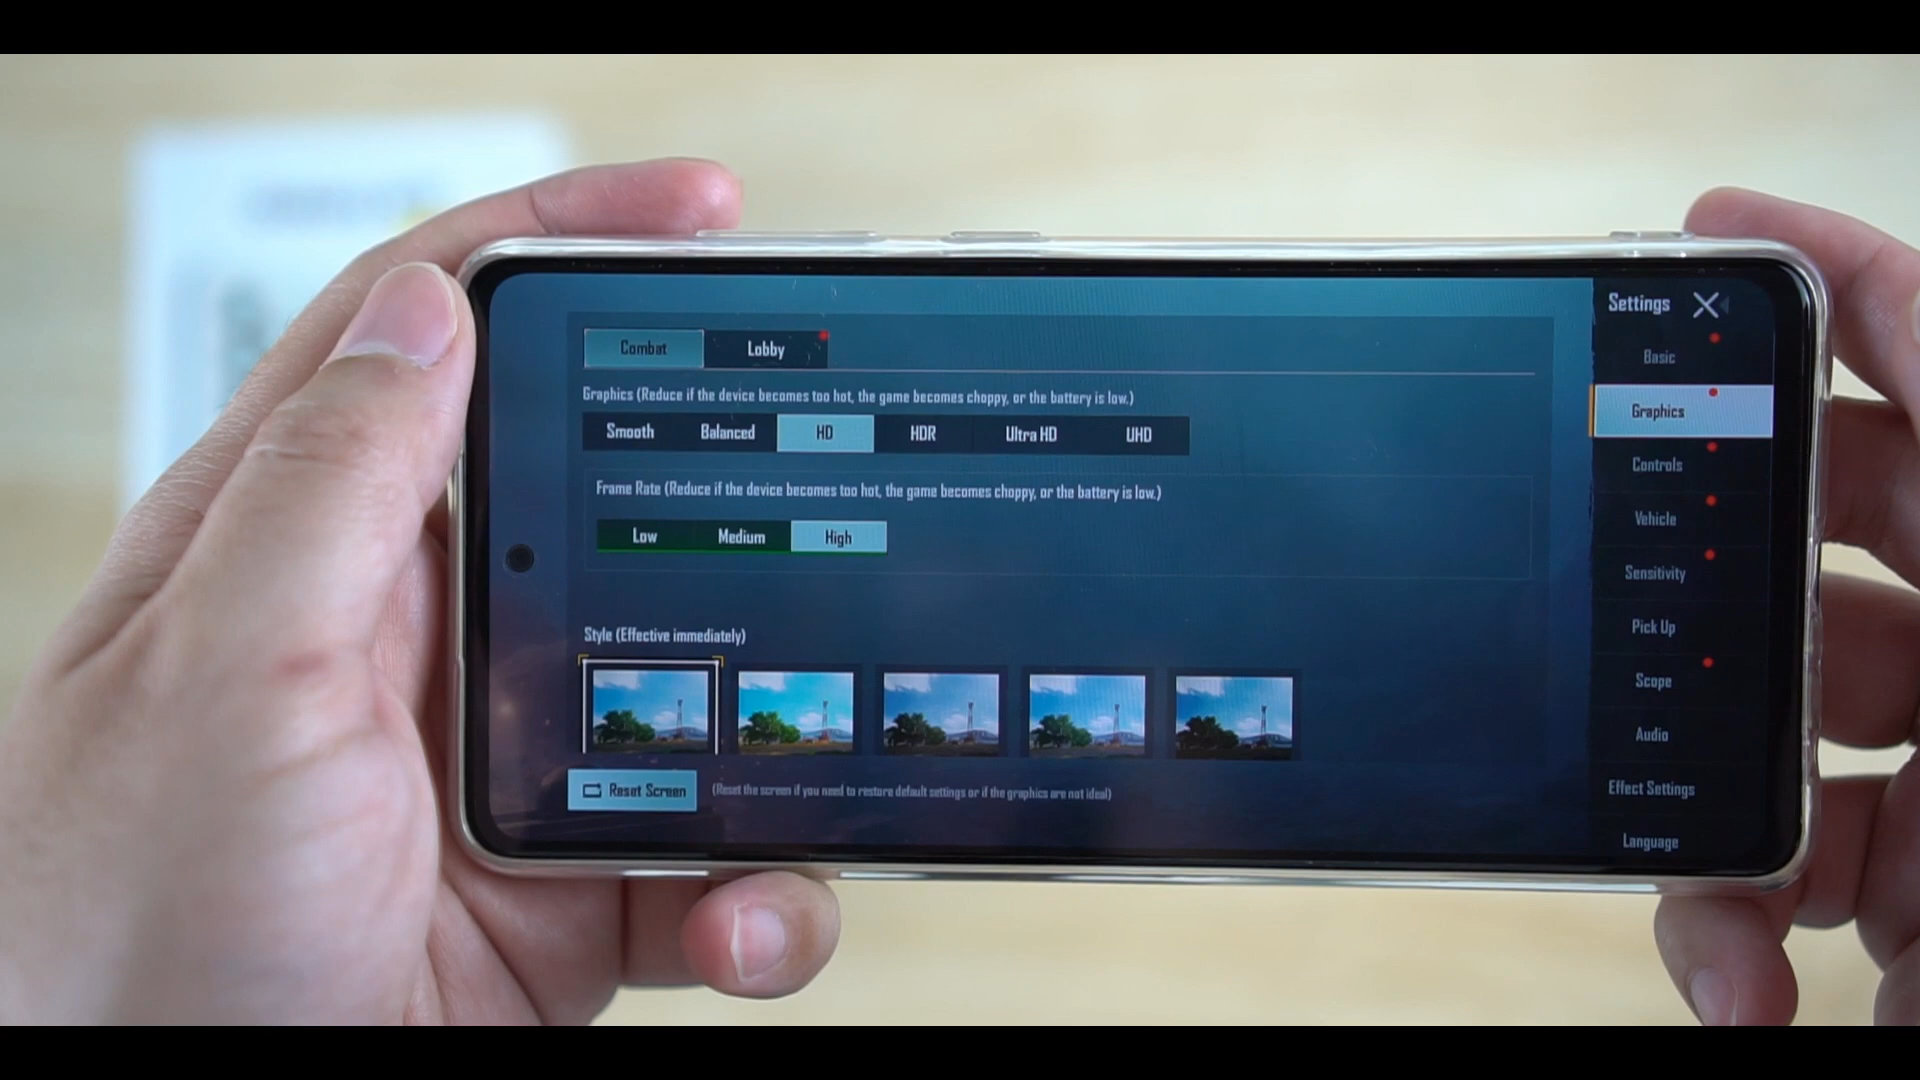 Settings
Combat Lobby
Basic
Graphics (Reduce if the device becomes too hot, the game becomes choppy, or the battery is low.)
Graphics
Smooth Balanced HD HDR Ultra HD UHD
Controls
Frame Rate (Reduce if the device becomes too hot, the game becomes choppy, or the battery is low.)
Vehicle
Low Medium High
Sensitivity
Pick Up
Style (Effective immediately)
Scope
Audio
Reset Screen (Reset the screen if you need to restore default settings or if the graphics are not ideal)
Effect Settings
Language